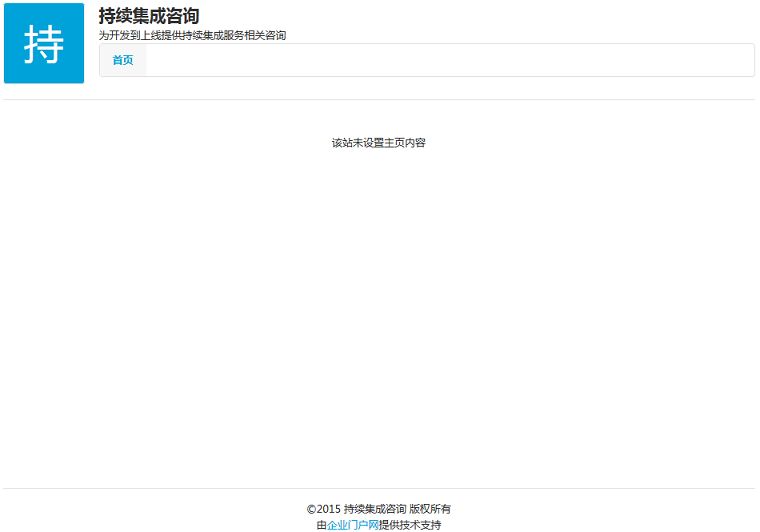 持
持续集成咨询
为开发到上线提供持续集成服务相关咨询
首页
该站未设置主页内容
©2015 持续集成咨询 版权所有
由企业门户网提供技术支持